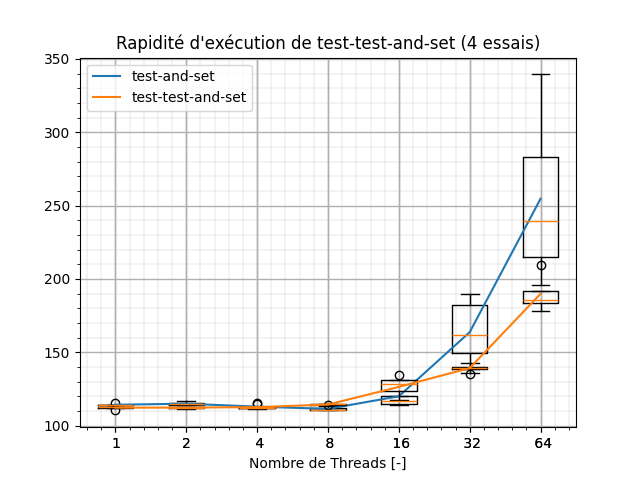 Rapidité d'exécution de test-test-and-set (4 essais)
test-and-set
test-test-and-set
350
300
250
200
150
100
1 2 4 8 16 32 64
Nombre de Threads [-]